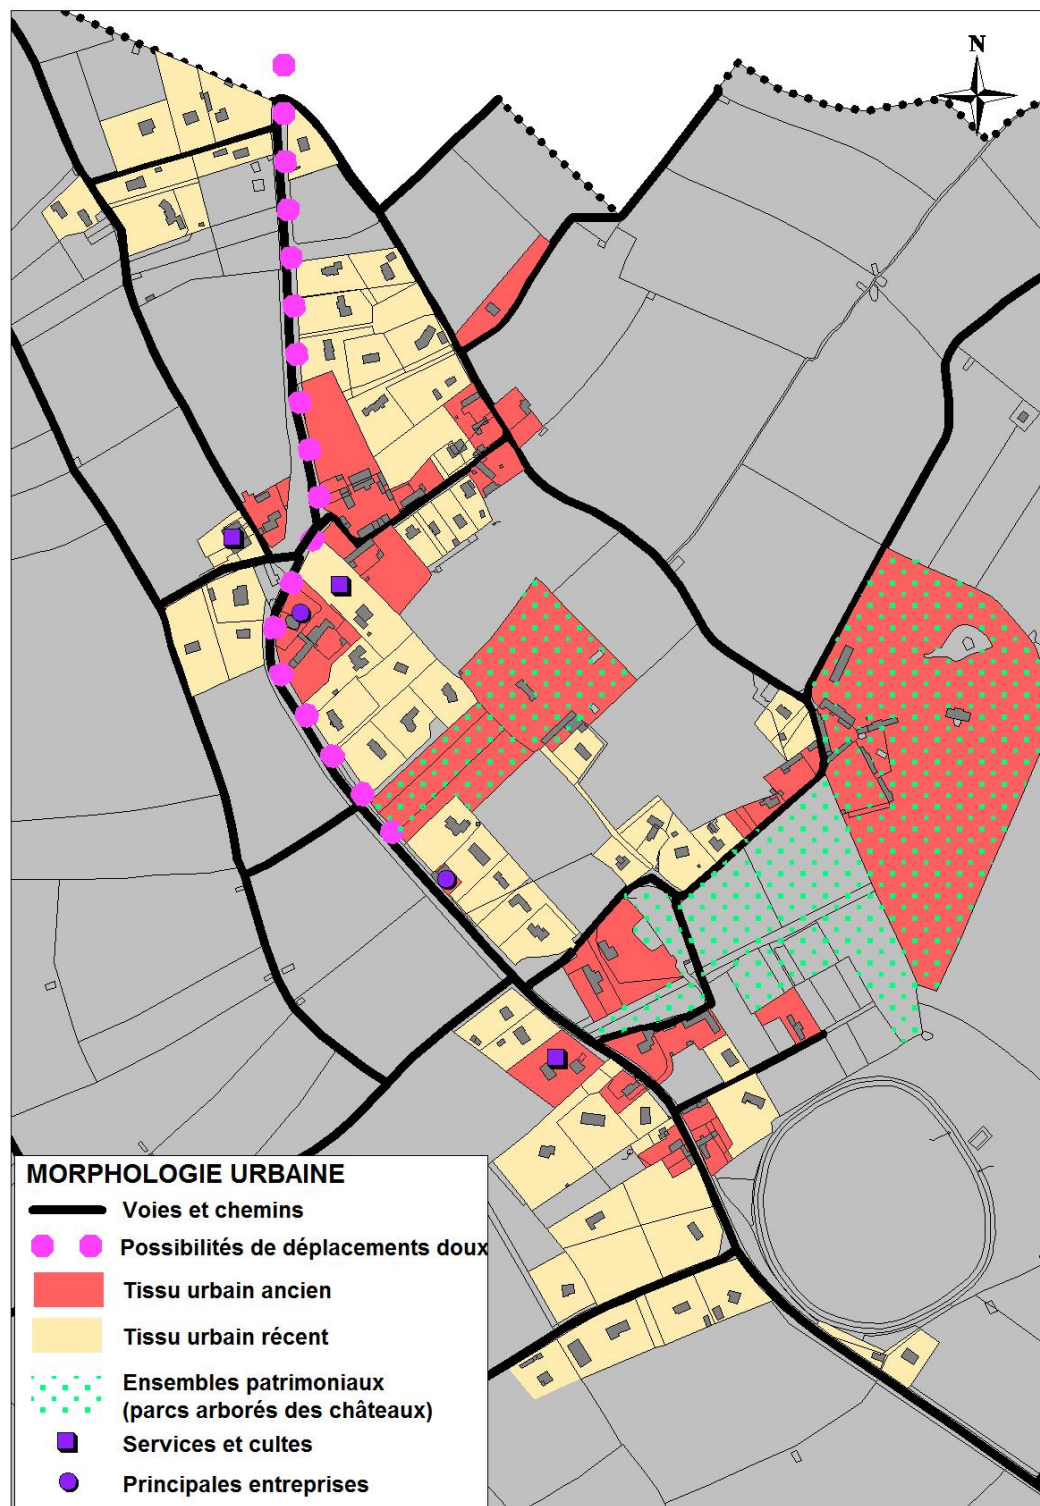 N
MORPHOLOGIE URBAINE
Voies et chemins
Possibilités de déplacements doux
Tissu urbain ancien
Tissu urbain récent
Ensembles patrimoniaux
(parcs arborés des châteaux)
Services et cultes
Principales entreprises